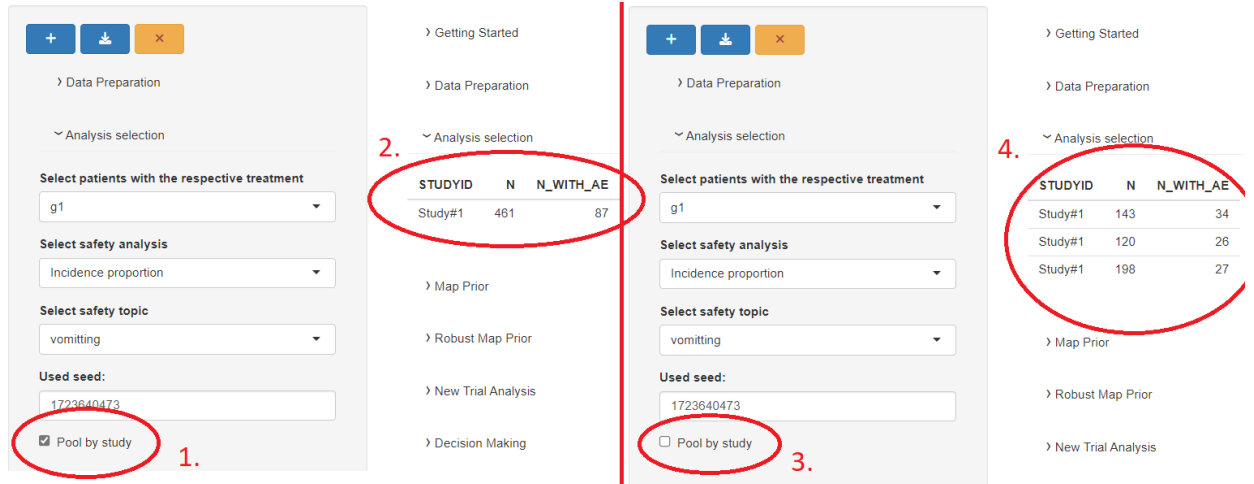 Data Preparation
Analysis selection
Select patients with the respective treatment
g1
Select safety analysis
Incidence proportion
Select safety topic
vomitting
Used seed:
1723640473
Pool by study
1.
Getting Started
Data Preparation
Analysis selection
2.
STUDYID N N_WITH_AE
Study#1 461 87
Map Prior
Robust Map Prior
New Trial Analysis
Decision Making
Data Preparation
Analysis selection
Select patients with the respective treatment
g1
Select safety analysis
Incidence proportion
Select safety topic
vomitting
Used seed:
1723640473
Pool by study
3.
Getting Started
Data Preparation
Analysis selection
4.
STUDYID N N_WITH_AE
Study#1 143 34
Study#1 120 26
Study#1 198 27
Map Prior
Robust Map Prior
New Trial Analysis